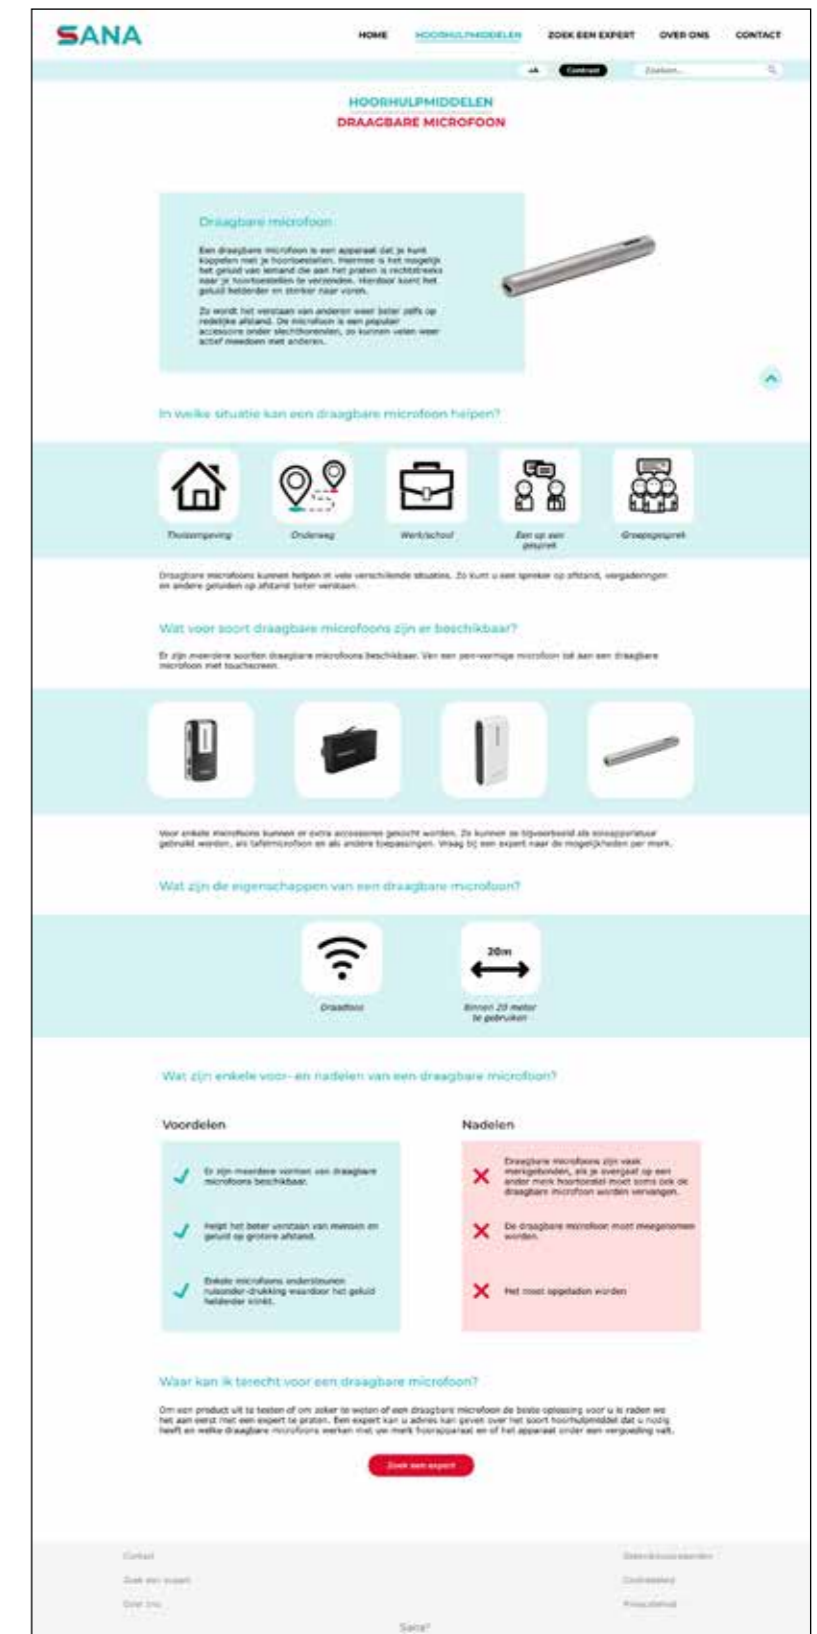 SANA
HOME HOORHULPMIDDELEN ZOEK EEN EXPERT OVER ONS CONTACT
+A Contrast Zoeken...
HOORHULPMIDDELEN
DRAAGBARE MICROFOON
Draagbare microfoon
Een draagbare microfoon is een apparaat dat je kunt
koppelen met je hoortoestellen. Hiermee is het mogelijk
het geluid van iemand die aan het praten is rechtstreeks
naar je hoortoestellen te verzenden. Hierdoor komt het
geluid helderder en sterker naar voren.
Zo wordt het verstaan van anderen weer beter zelfs op
redelijke afstand. De microfoon is een populair
accessoire onder slechthorenden, zo kunnen velen weer
actief meedoen met anderen.
In welke situatie kan een draagbare microfoon helpen?
Thuisomgeving
Onderweg
Werk/school
Een op een
gesprek
Groepsgesprek
Draagbare microfoons kunnen helpen in vele verschillende situaties. Zo kunt u een spreker op afstand, vergaderingen
en andere geluiden op afstand beter verstaan.
Wat voor soort draagbare microfoons zijn er beschikbaar?
Er zijn meerdere soorten draagbare microfoons beschikbaar. Van een pen-vormige microfoon tot aan een draagbare
microfoon met touchscreen.
Voor enkele microfoons kunnen er extra accessoires gekocht worden. Zo kunnen ze bijvoorbeeld als soloapparatuur
gebruikt worden, als tafelmicrofoon en als andere toepassingen. Vraag bij een expert naar de mogelijkheden per merk.
Wat zijn de eigenschappen van een draagbare microfoon?
20m
Draadloos
Binnen 20 meter
te gebruiken
Wat zijn enkele voor- en nadelen van een draagbare microfoon?
Voordelen
Er zijn meerdere vormen van draagbare
microfoons beschikbaar.
Helpt het beter verstaan van mensen en
geluid op grotere afstand.
Enkele microfoons ondersteunen
ruisonder-drukking waardoor het geluid
helderder klinkt.
Nadelen
Draagbare microfoons zijn vaak
merkgebonden, als je overgaat op een
ander merk hoortoestel moet soms ook de
draagbare microfoon worden vervangen.
De draagbare microfoon moet meegenomen
worden.
Het moet opgeladen worden
Waar kan ik terecht voor een draagbare microfoon?
Om een product uit te testen of om zeker te weten of een draagbare microfoon de beste oplossing voor u is raden we
het aan eerst met een expert te praten. Een expert kan u advies kan geven over het soort hoorhulpmiddel dat u nodig
heeft en welke draagbare microfoons werken met uw merk hoorapparaat en of het apparaat onder een vergoeding valt.
Zoek een expert
Contact
Zoek een expert
Over ons
Gebruiksvoorwaarden
Cookiebeleid
Privacybeleid